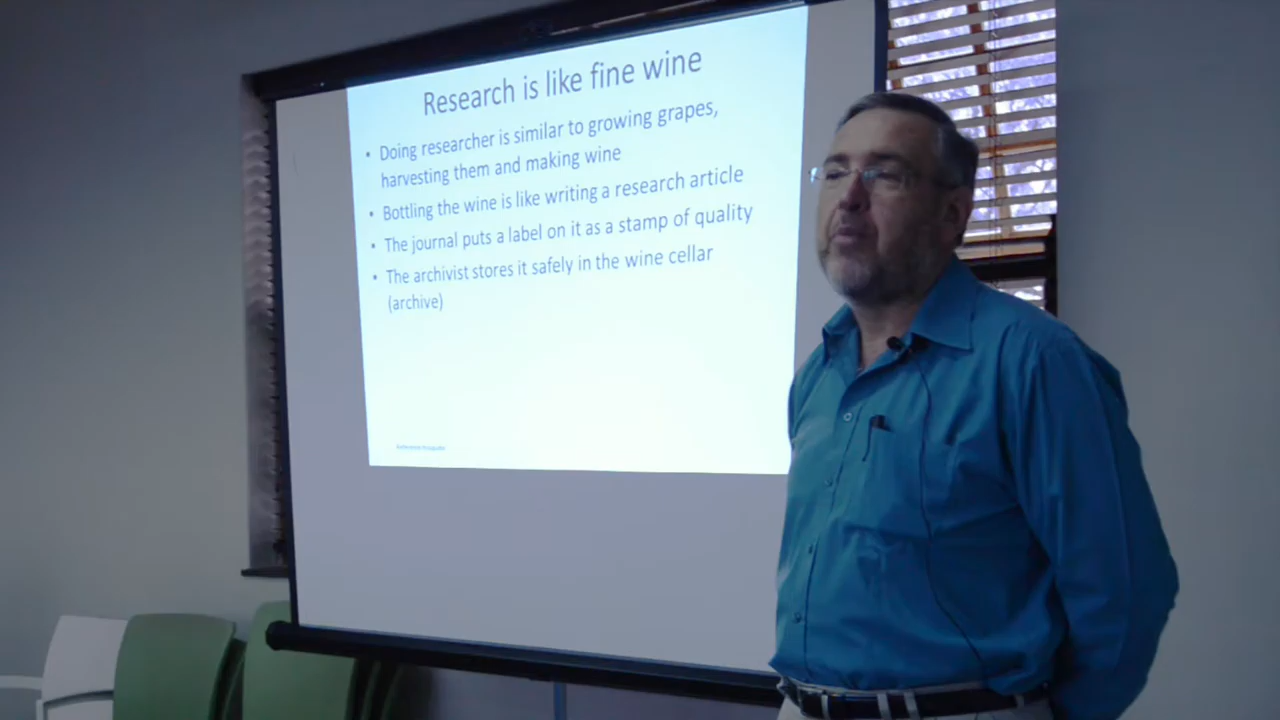 Research is like fine wine
• Doing researcher is similar to growing grapes,
harvesting them and making wine
• Bottling the wine is like writing a research article
• The journal puts a label on it as a stamp of quality
• The archivist stores it safely in the wine cellar
(archive)